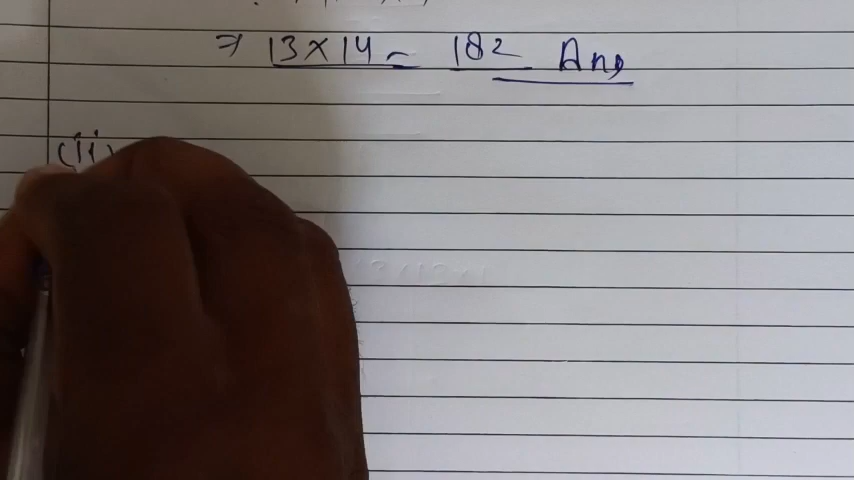 ⇒ 13 × 14 = 182 Ans
(ii)